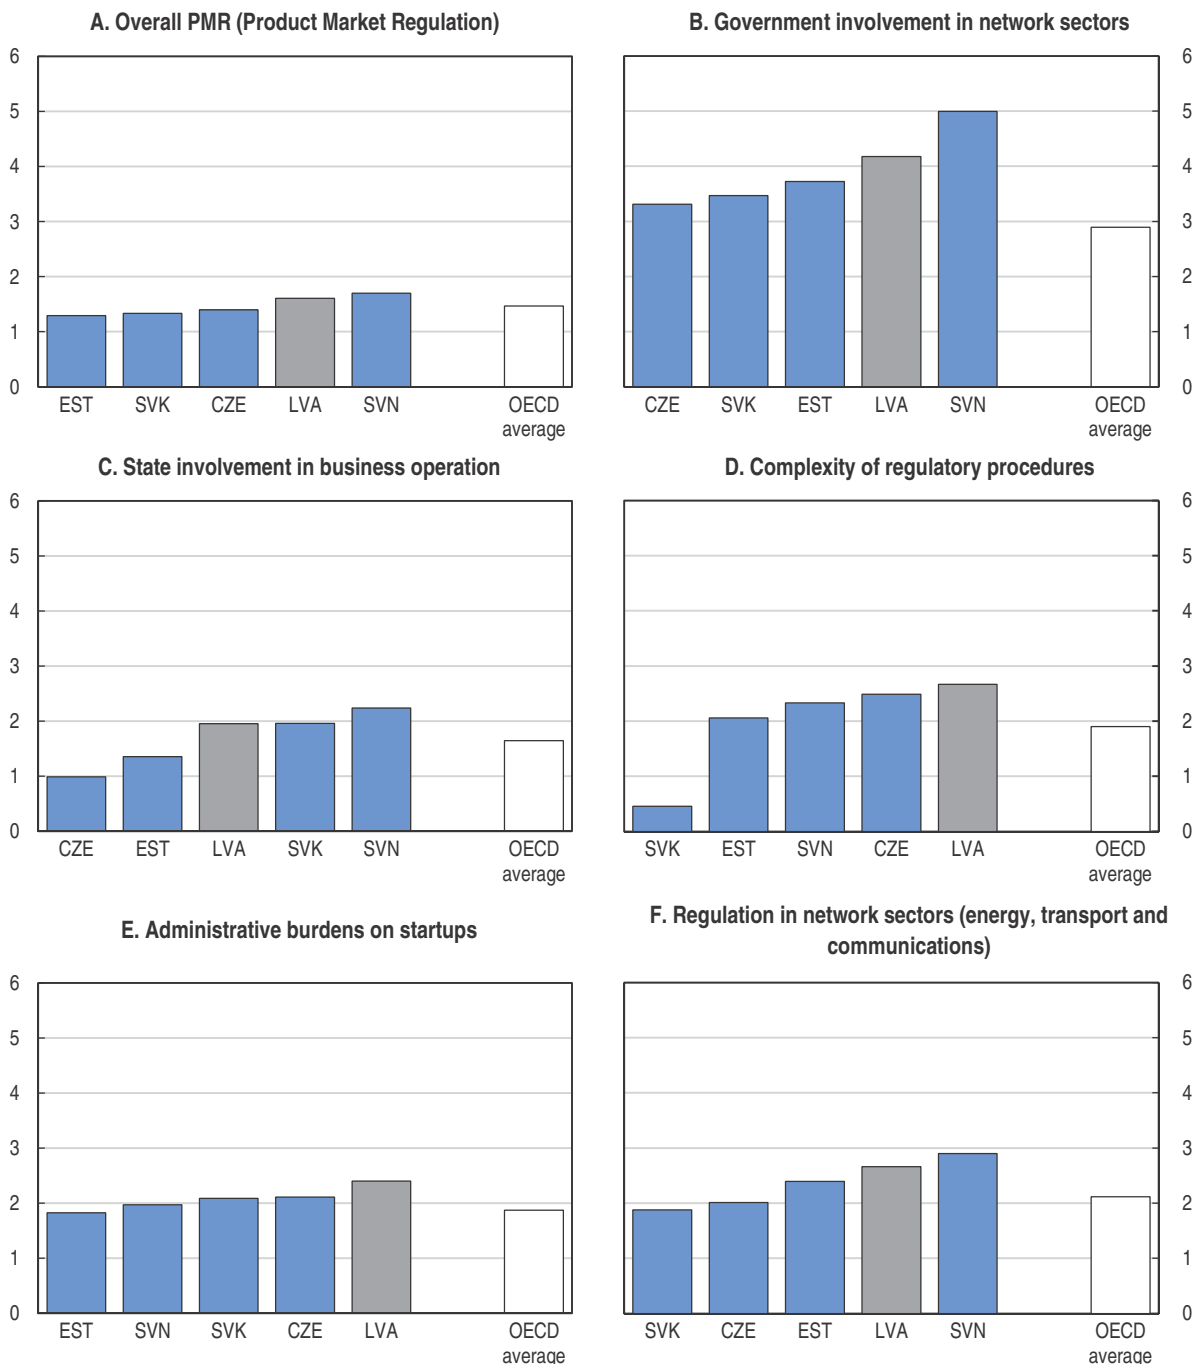 A. Overall PMR (Product Market Regulation)
6
5
4
3
2
1
0
EST SVK CZE LVA SVN OECD
average
B. Government involvement in network sectors
6
5
4
3
2
1
0
CZE SVK EST LVA SVN OECD
average
C. State involvement in business operation
6
5
4
3
2
1
0
CZE EST LVA SVK SVN OECD
average
D. Complexity of regulatory procedures
6
5
4
3
2
1
0
SVK EST SVN CZE LVA OECD
average
E. Administrative burdens on startups
6
5
4
3
2
1
0
EST SVN SVK CZE LVA OECD
average
F. Regulation in network sectors (energy, transport and
communications)
6
5
4
3
2
1
0
SVK CZE EST LVA SVN OECD
average